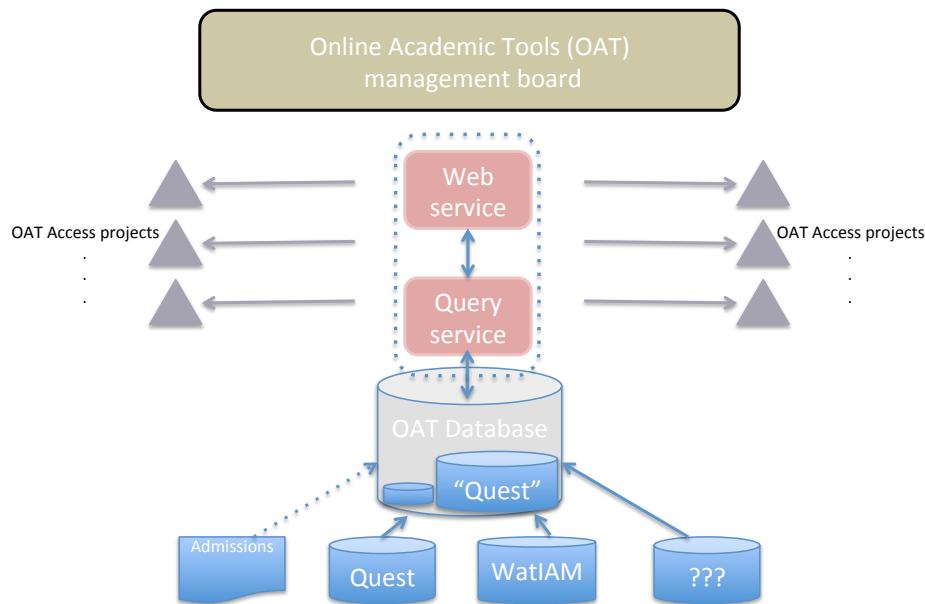 Online Academic Tools (OAT)
management board
Web
service
OAT Access projects
.
.
.
OAT Access projects
.
.
.
Query
service
OAT Database
“Quest”
Admissions
Quest
WatIAM
???